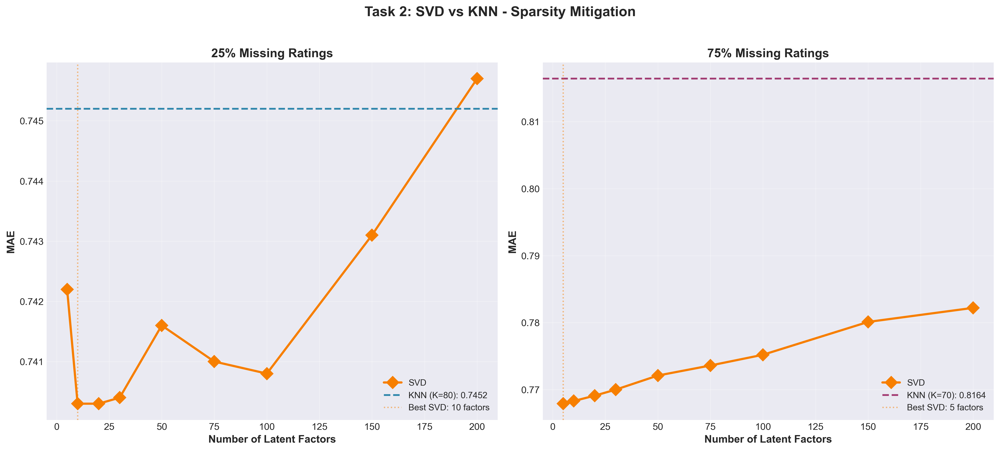 Task 2: SVD vs KNN - Sparsity Mitigation
25% Missing Ratings
MAE
0.745
0.744
0.743
0.742
0.741
0 25 50 75 100 125 150 175 200
Number of Latent Factors
SVD
KNN (K=80): 0.7452
Best SVD: 10 factors
75% Missing Ratings
MAE
0.81
0.80
0.79
0.78
0.77
0 25 50 75 100 125 150 175 200
Number of Latent Factors
SVD
KNN (K=70): 0.8164
Best SVD: 5 factors